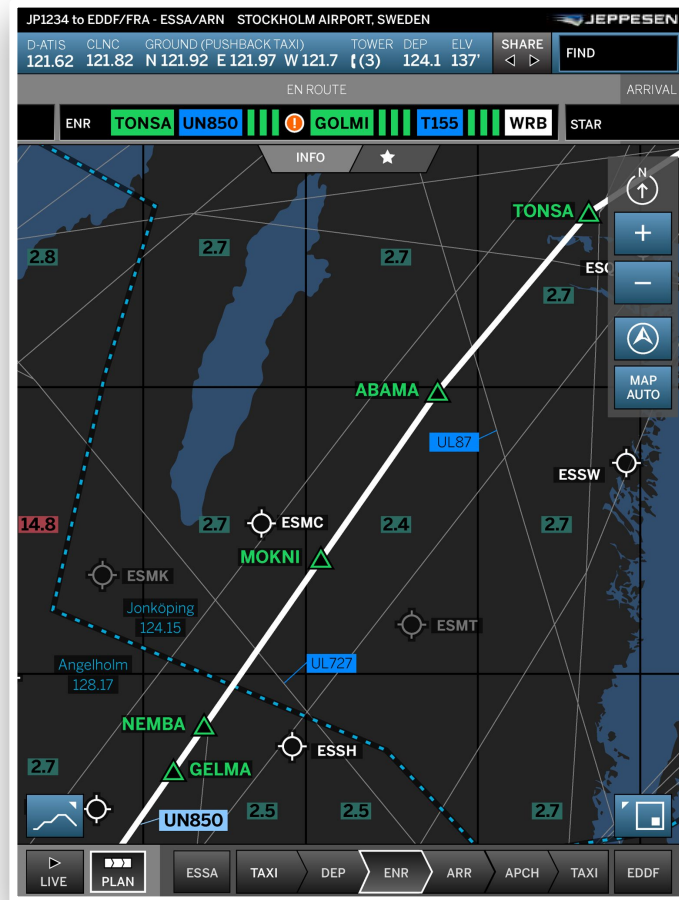 JP1234 to EDDF/FRA - ESSA/ARN STOCKHOLM AIRPORT, SWEDEN JEPPESEN
D-ATIS CLNC GROUND (PUSHBACK TAXI) TOWER DEP ELV SHARE FIND
121.62 121.82 N 121.92 E 121.97 W 121.7 (3) 124.1 137'
EN ROUTE ARRIVAL
ENR TONSA UN850 GOLMI T155 WRB STAR
INFO
N
TONSA
2.8 2.7 2.7
ESC
2.7
+
−
MAP
AUTO
ABAMA
UL87
ESSW
14.8 2.7 ESMC 2.4 2.7
MOKNI
ESMK
Jonköping
124.15
ESMT
Angelholm
128.17
UL727
NEMBA
ESSH
2.7 GELMA
UN850 2.5 2.5 2.7
LIVE PLAN ESSA TAXI DEP ENR ARR APCH TAXI EDDF